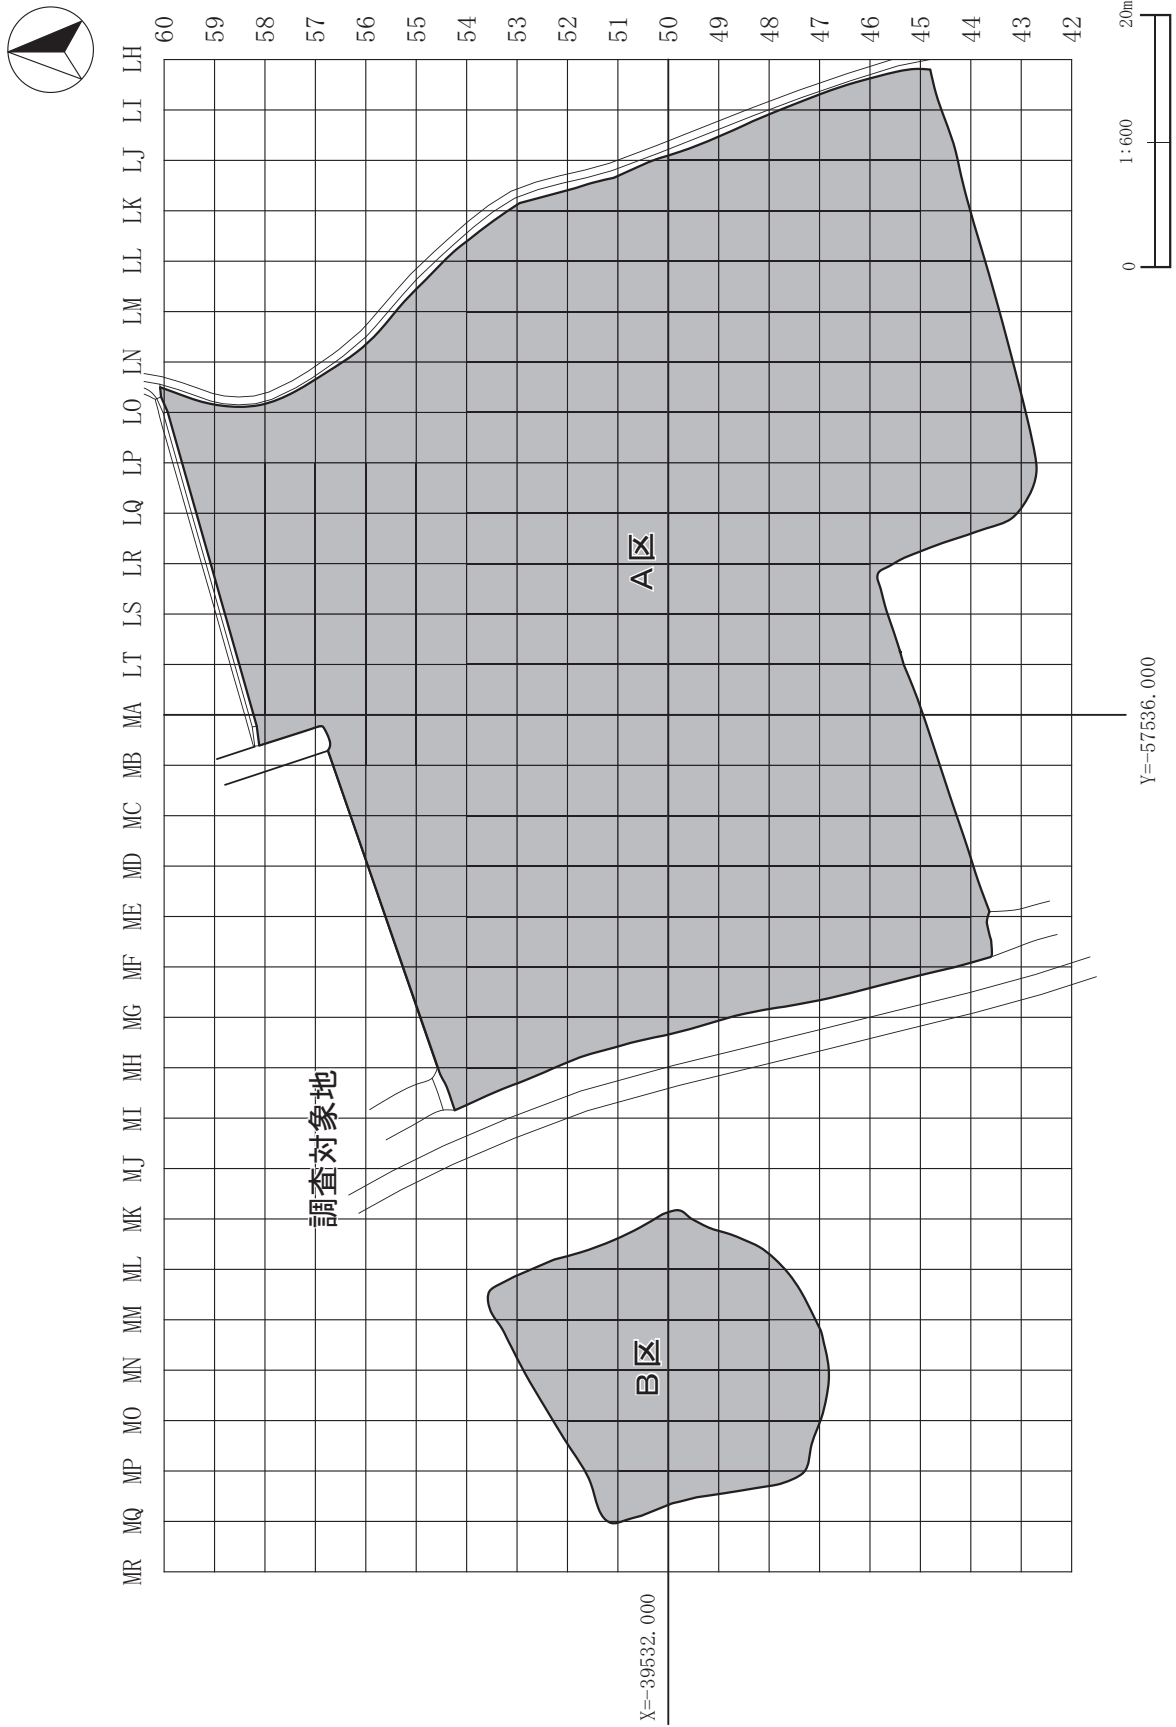 60
59
58
57
56
55
54
53
52
51
50
49
48
47
46
45
44
43
42
LH
LI
LJ
LK
LL
LM
LN
LO
LP
LQ
LR
LS
LT
MA
MB
MC
MD
ME
MF
MG
MH
MI
MJ
MK
ML
MM
MN
MO
MP
MQ
MR
A区
B区
調査対象地
X=-39532.000
Y=-57536.000
0
1:600
20m